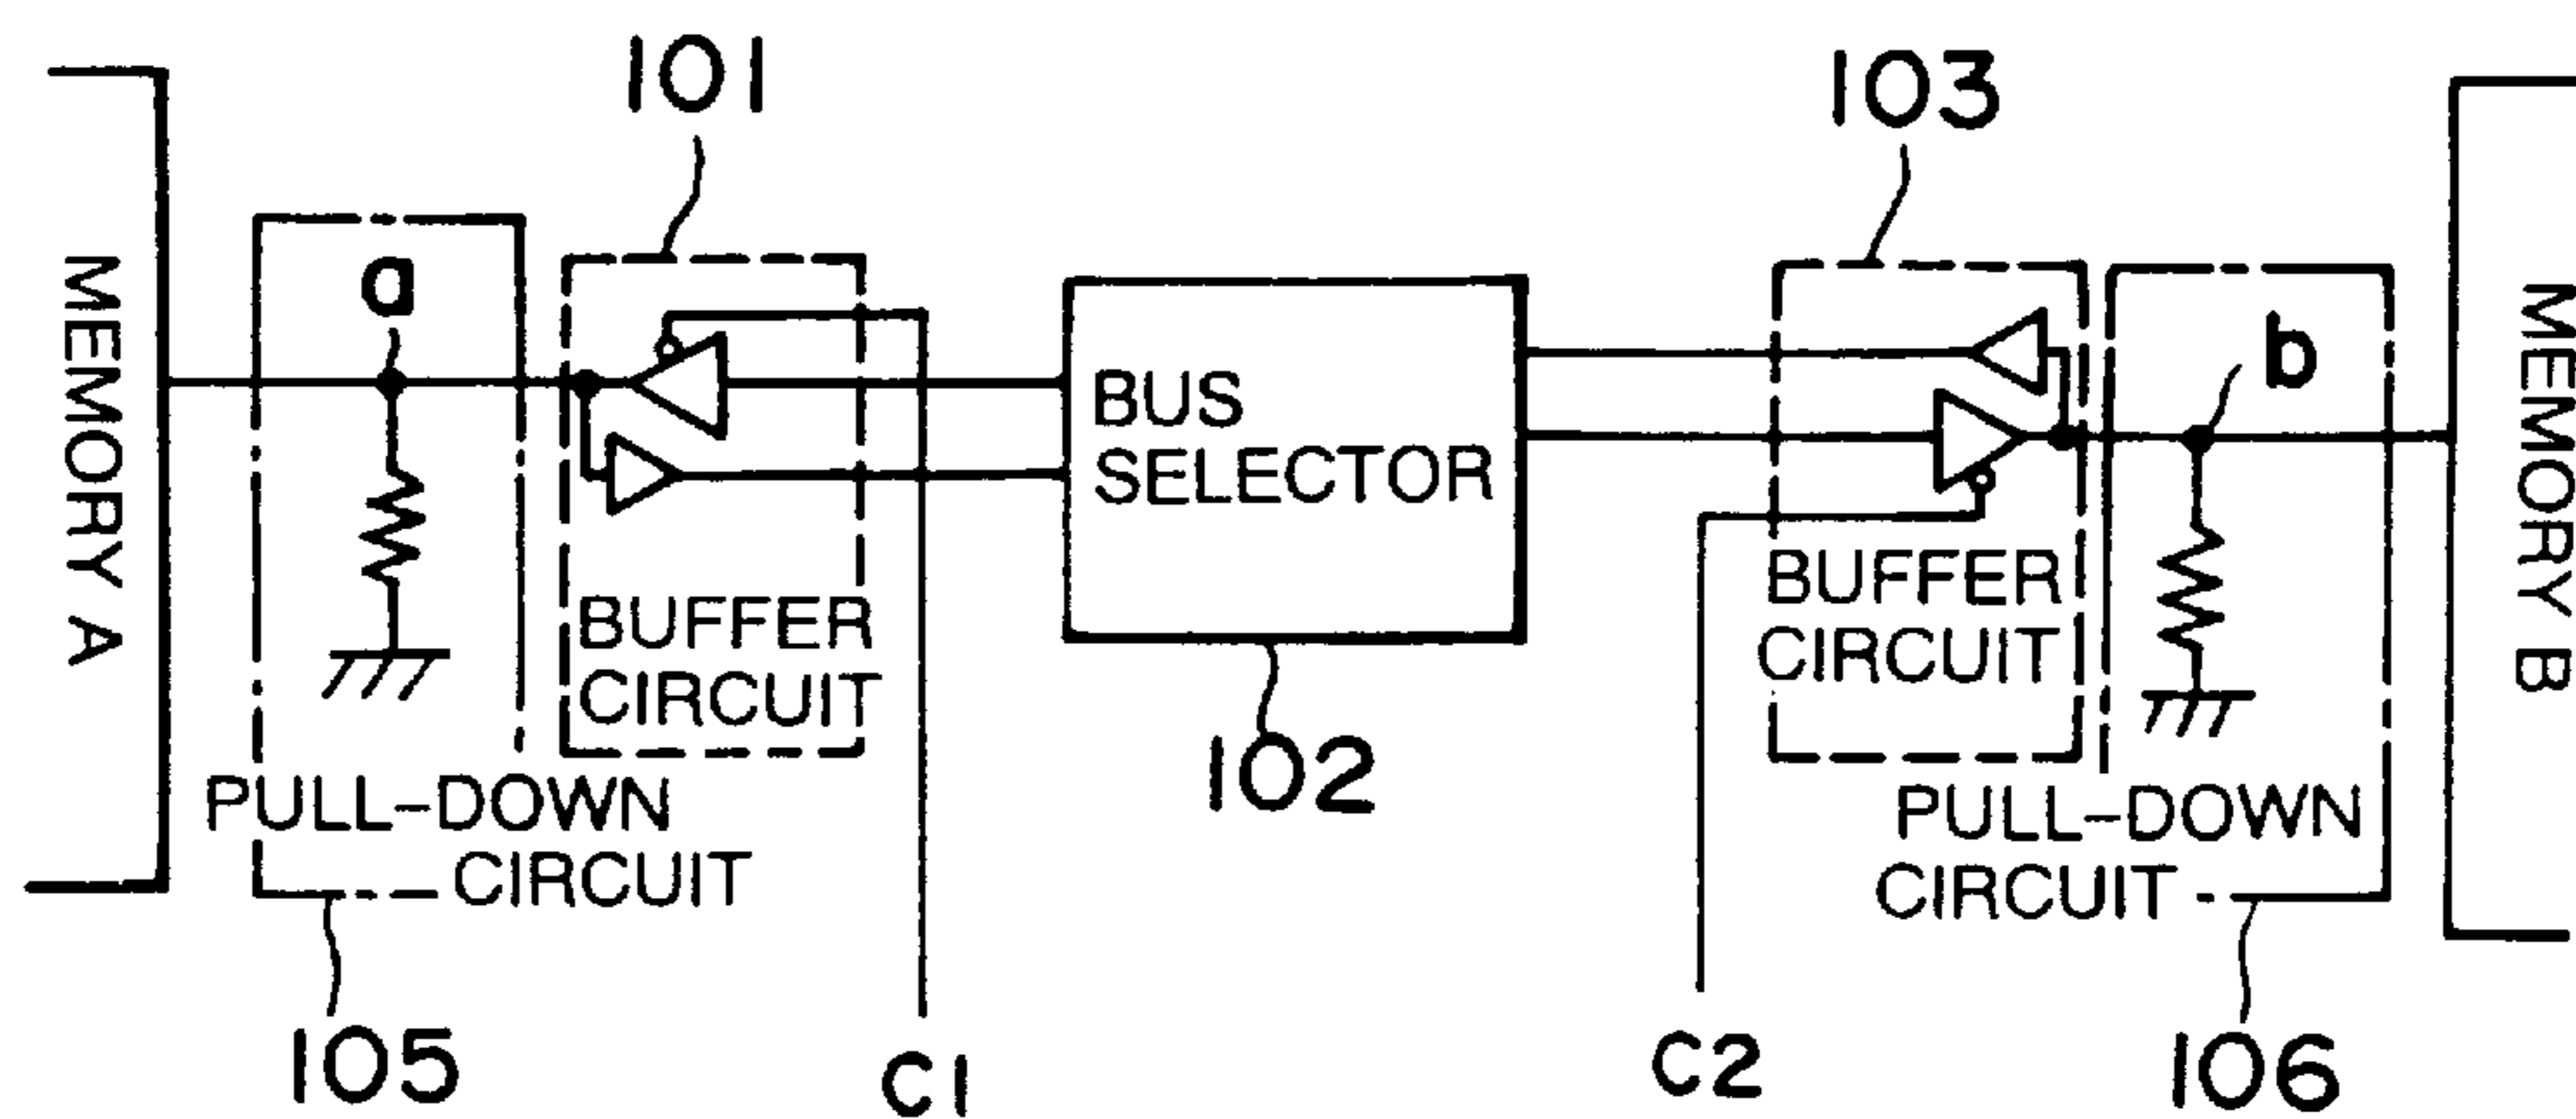 101
103
MEMORY A
a
b
MEMORY B
BUS
SELECTOR
BUFFER
CIRCUIT
BUFFER
CIRCUIT
102
PULL-DOWN
CIRCUIT
PULL-DOWN
CIRCUIT
105
C1
C2
106